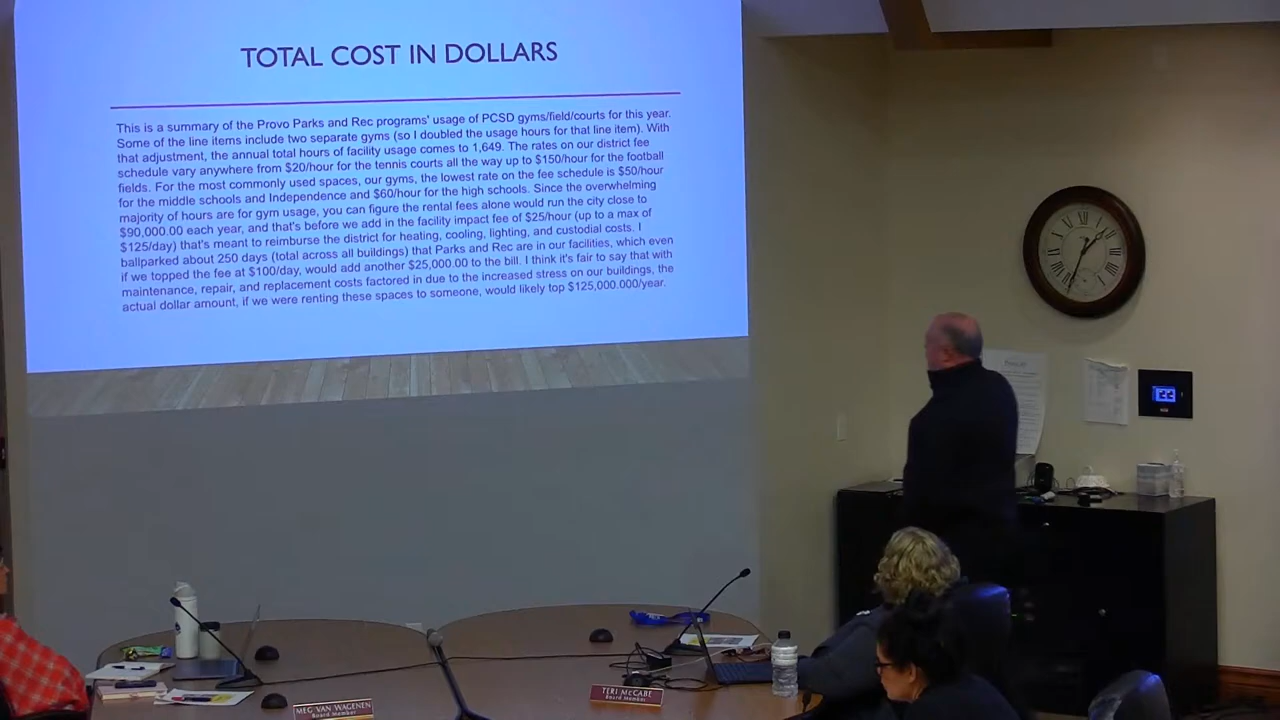 TOTAL COST IN DOLLARS
This is a summary of the Provo Parks and Rec programs' usage of PCSD gyms/field/courts for this year.
Some of the line items include two separate gyms (so I doubled the usage hours for that line item). With
that adjustment, the annual total hours of facility usage comes to 1,649. The rates on our district fee
schedule vary anywhere from $20/hour for the tennis courts all the way up to $150/hour for the football
fields. For the most commonly used spaces, our gyms, the lowest rate on the fee schedule is $50/hour
for the middle schools and Independence and $60/hour for the high schools. Since the overwhelming
majority of hours are for gym usage, you can figure the rental fees alone would run the city close to
$90,000.00 each year, and that's before we add in the facility impact fee of $25/hour (up to a max of
$125/day) that's meant to reimburse the district for heating, cooling, lighting, and custodial costs. I
ballparked about 250 days (total across all buildings) that Parks and Rec are in our facilities, which even
if we topped the fee at $100/day, would add another $25,000.00 to the bill. I think it's fair to say that with
maintenance, repair, and replacement costs factored in due to the increased stress on our buildings, the
actual dollar amount, if we were renting these spaces to someone, would likely top $125,000.000/year.
MEG VAN WAGENEN
Board Member
TERI McCABE
Board Member